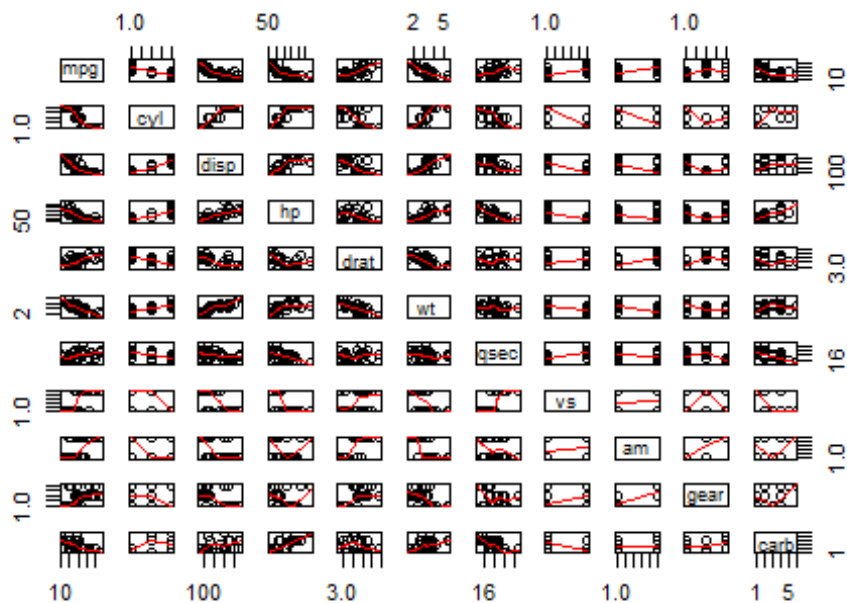 1.0 50 2 5 1.0 1.0
mpg 10
1.0 cyl
disp 100
50 hp
drat 3.0
2 wt
qsec 16
1.0 vs
am 1.0
1.0 gear
carb 1
10 100 3.0 16 1.0 1 5